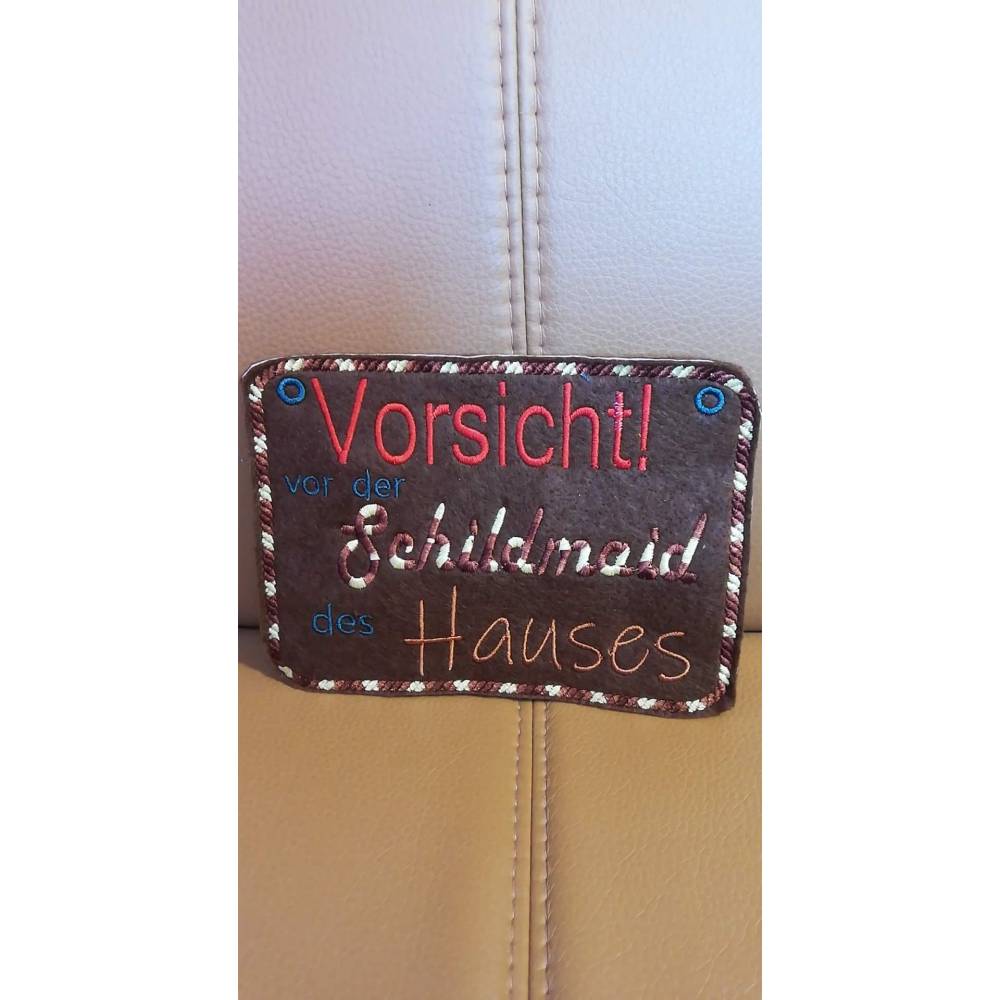 Vorsicht!
vor der
Schildmaid
des Hauses